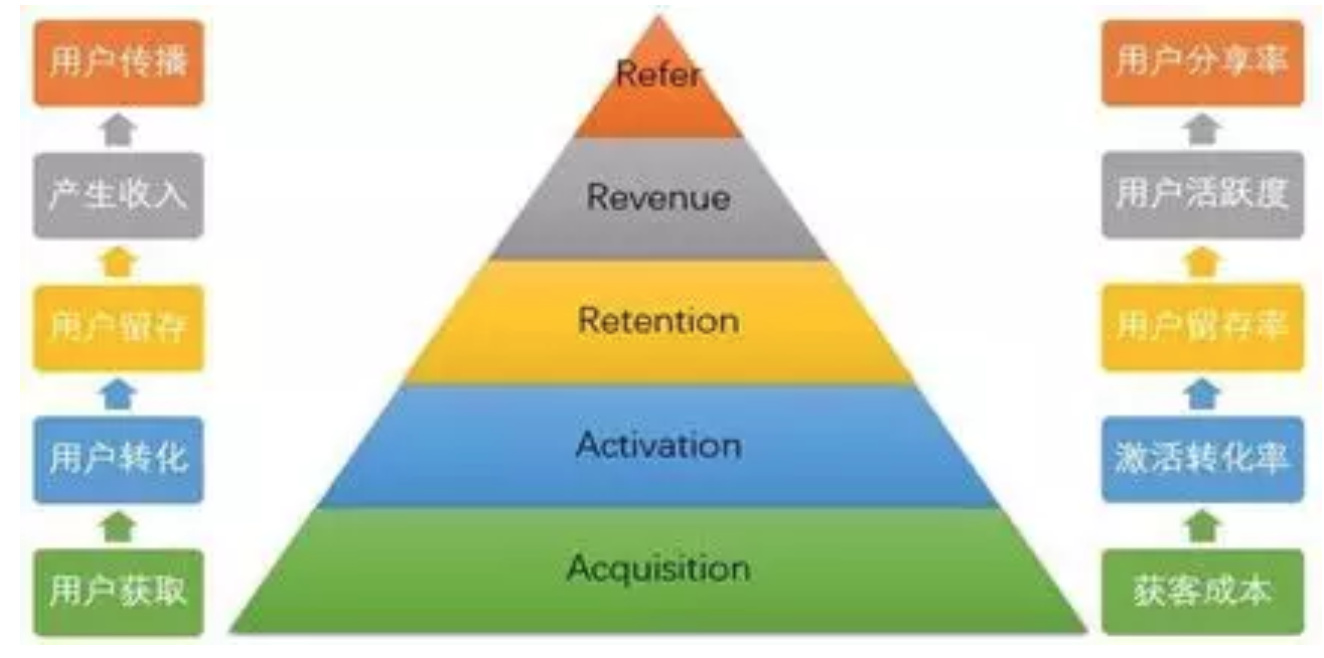 用户传播
Refer
用户分享率
产生收入
Revenue
用户活跃度
用户留存
Retention
用户留存率
用户转化
Activation
激活转化率
用户获取
Acquisition
获客成本